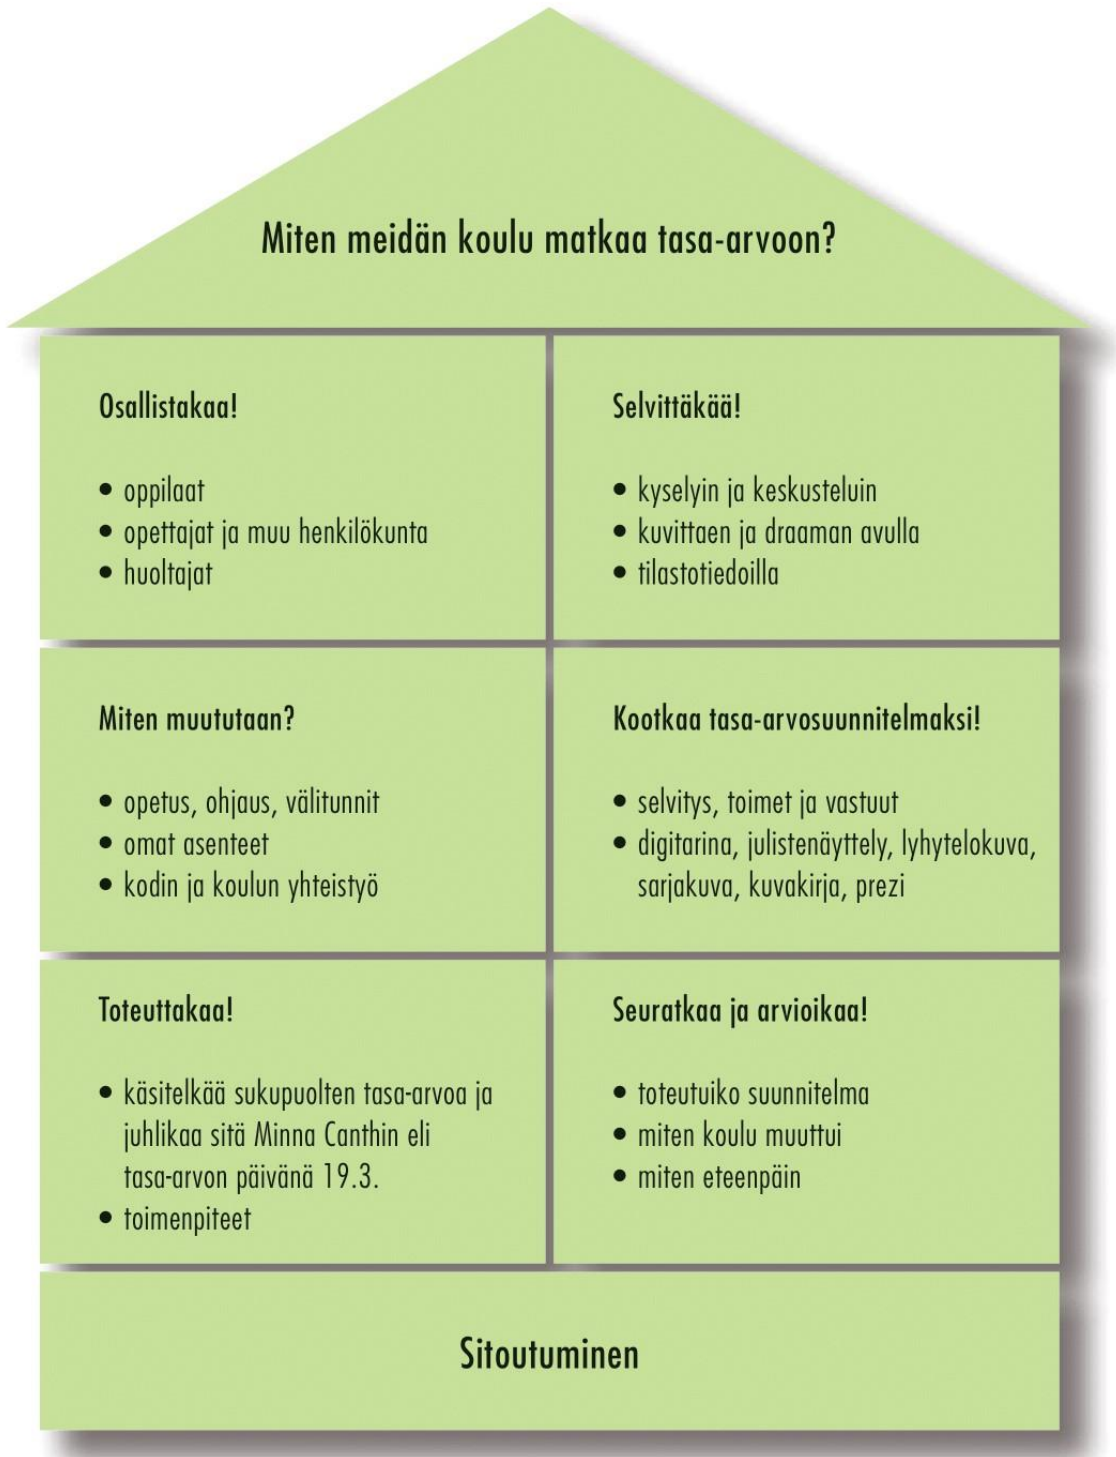 Miten meidän koulu matkaa tasa-arvoon?
Osallistakaa!
• oppilaat
• opettajat ja muu henkilökunta
• huoltajat
Selvittäkää!
• kyselyin ja keskusteluin
• kuvittaen ja draaman avulla
• tilastotiedoilla
Miten muututaan?
• opetus, ohjaus, välitunnit
• omat asenteet
• kodin ja koulun yhteistyö
Kootkaa tasa-arvosuunnitelmaksi!
• selvitys, toimet ja vastuut
• digitarina, julistenäyttely, lyhytelokuva,
sarjakuva, kuvakirja, prezi
Toteuttakaa!
• käsitelkää sukupuolten tasa-arvoa ja
juhlikaa sitä Minna Canthin eli
tasa-arvon päivänä 19.3.
• toimenpiteet
Seuratkaa ja arvioikaa!
• toteutuiko suunnitelma
• miten koulu muuttui
• miten eteenpäin
Sitoutuminen